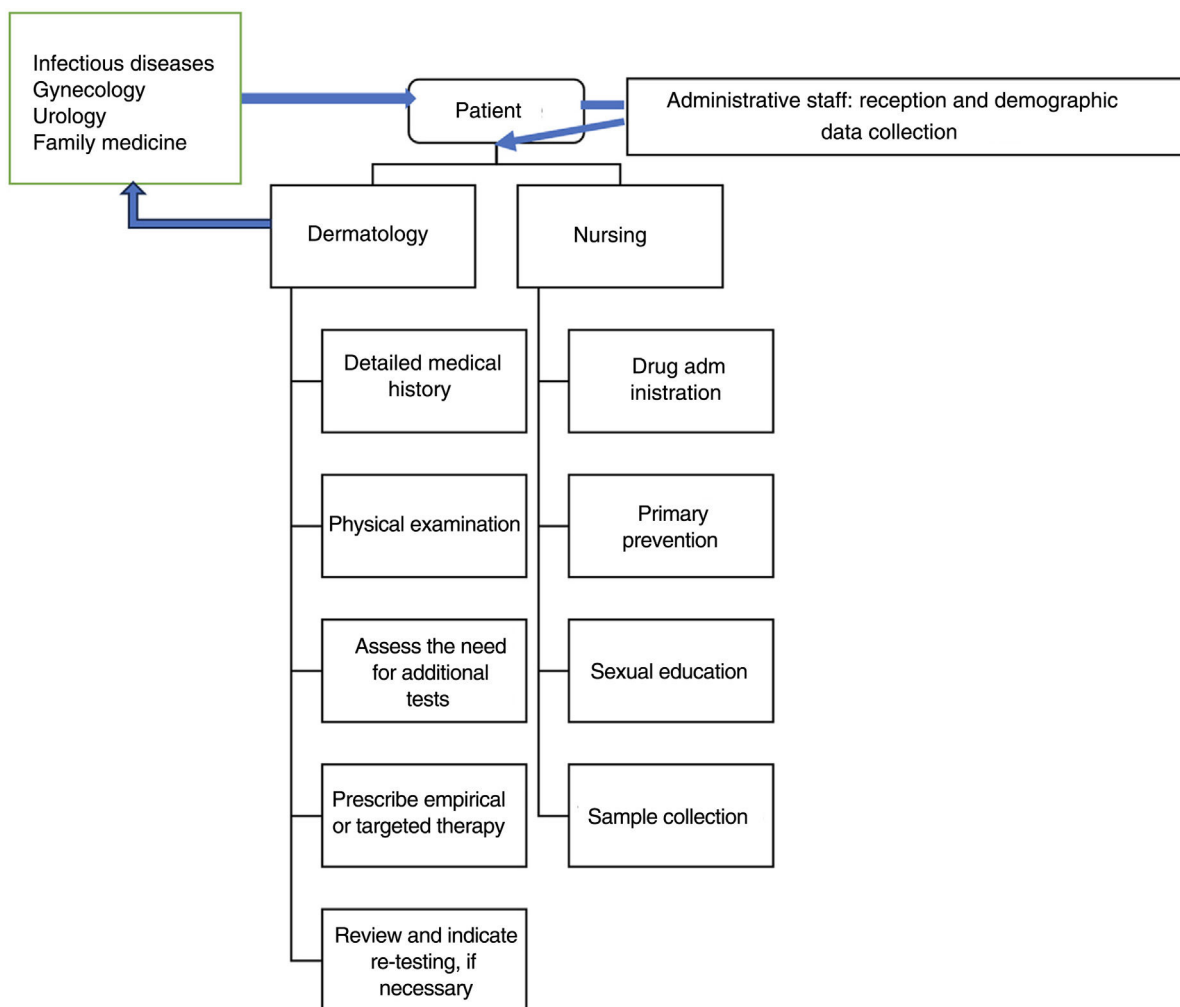 Infectious diseases
Gynecology
Urology
Family medicine
Patient
Administrative staff: reception and demographic
data collection
Dermatology
Nursing
Detailed medical
history
Drug adm
inistration
Physical examination
Primary
prevention
Assess the need
for additional
tests
Sexual education
Prescribe empirical
or targeted therapy
Sample collection
Review and indicate
re-testing, if
necessary